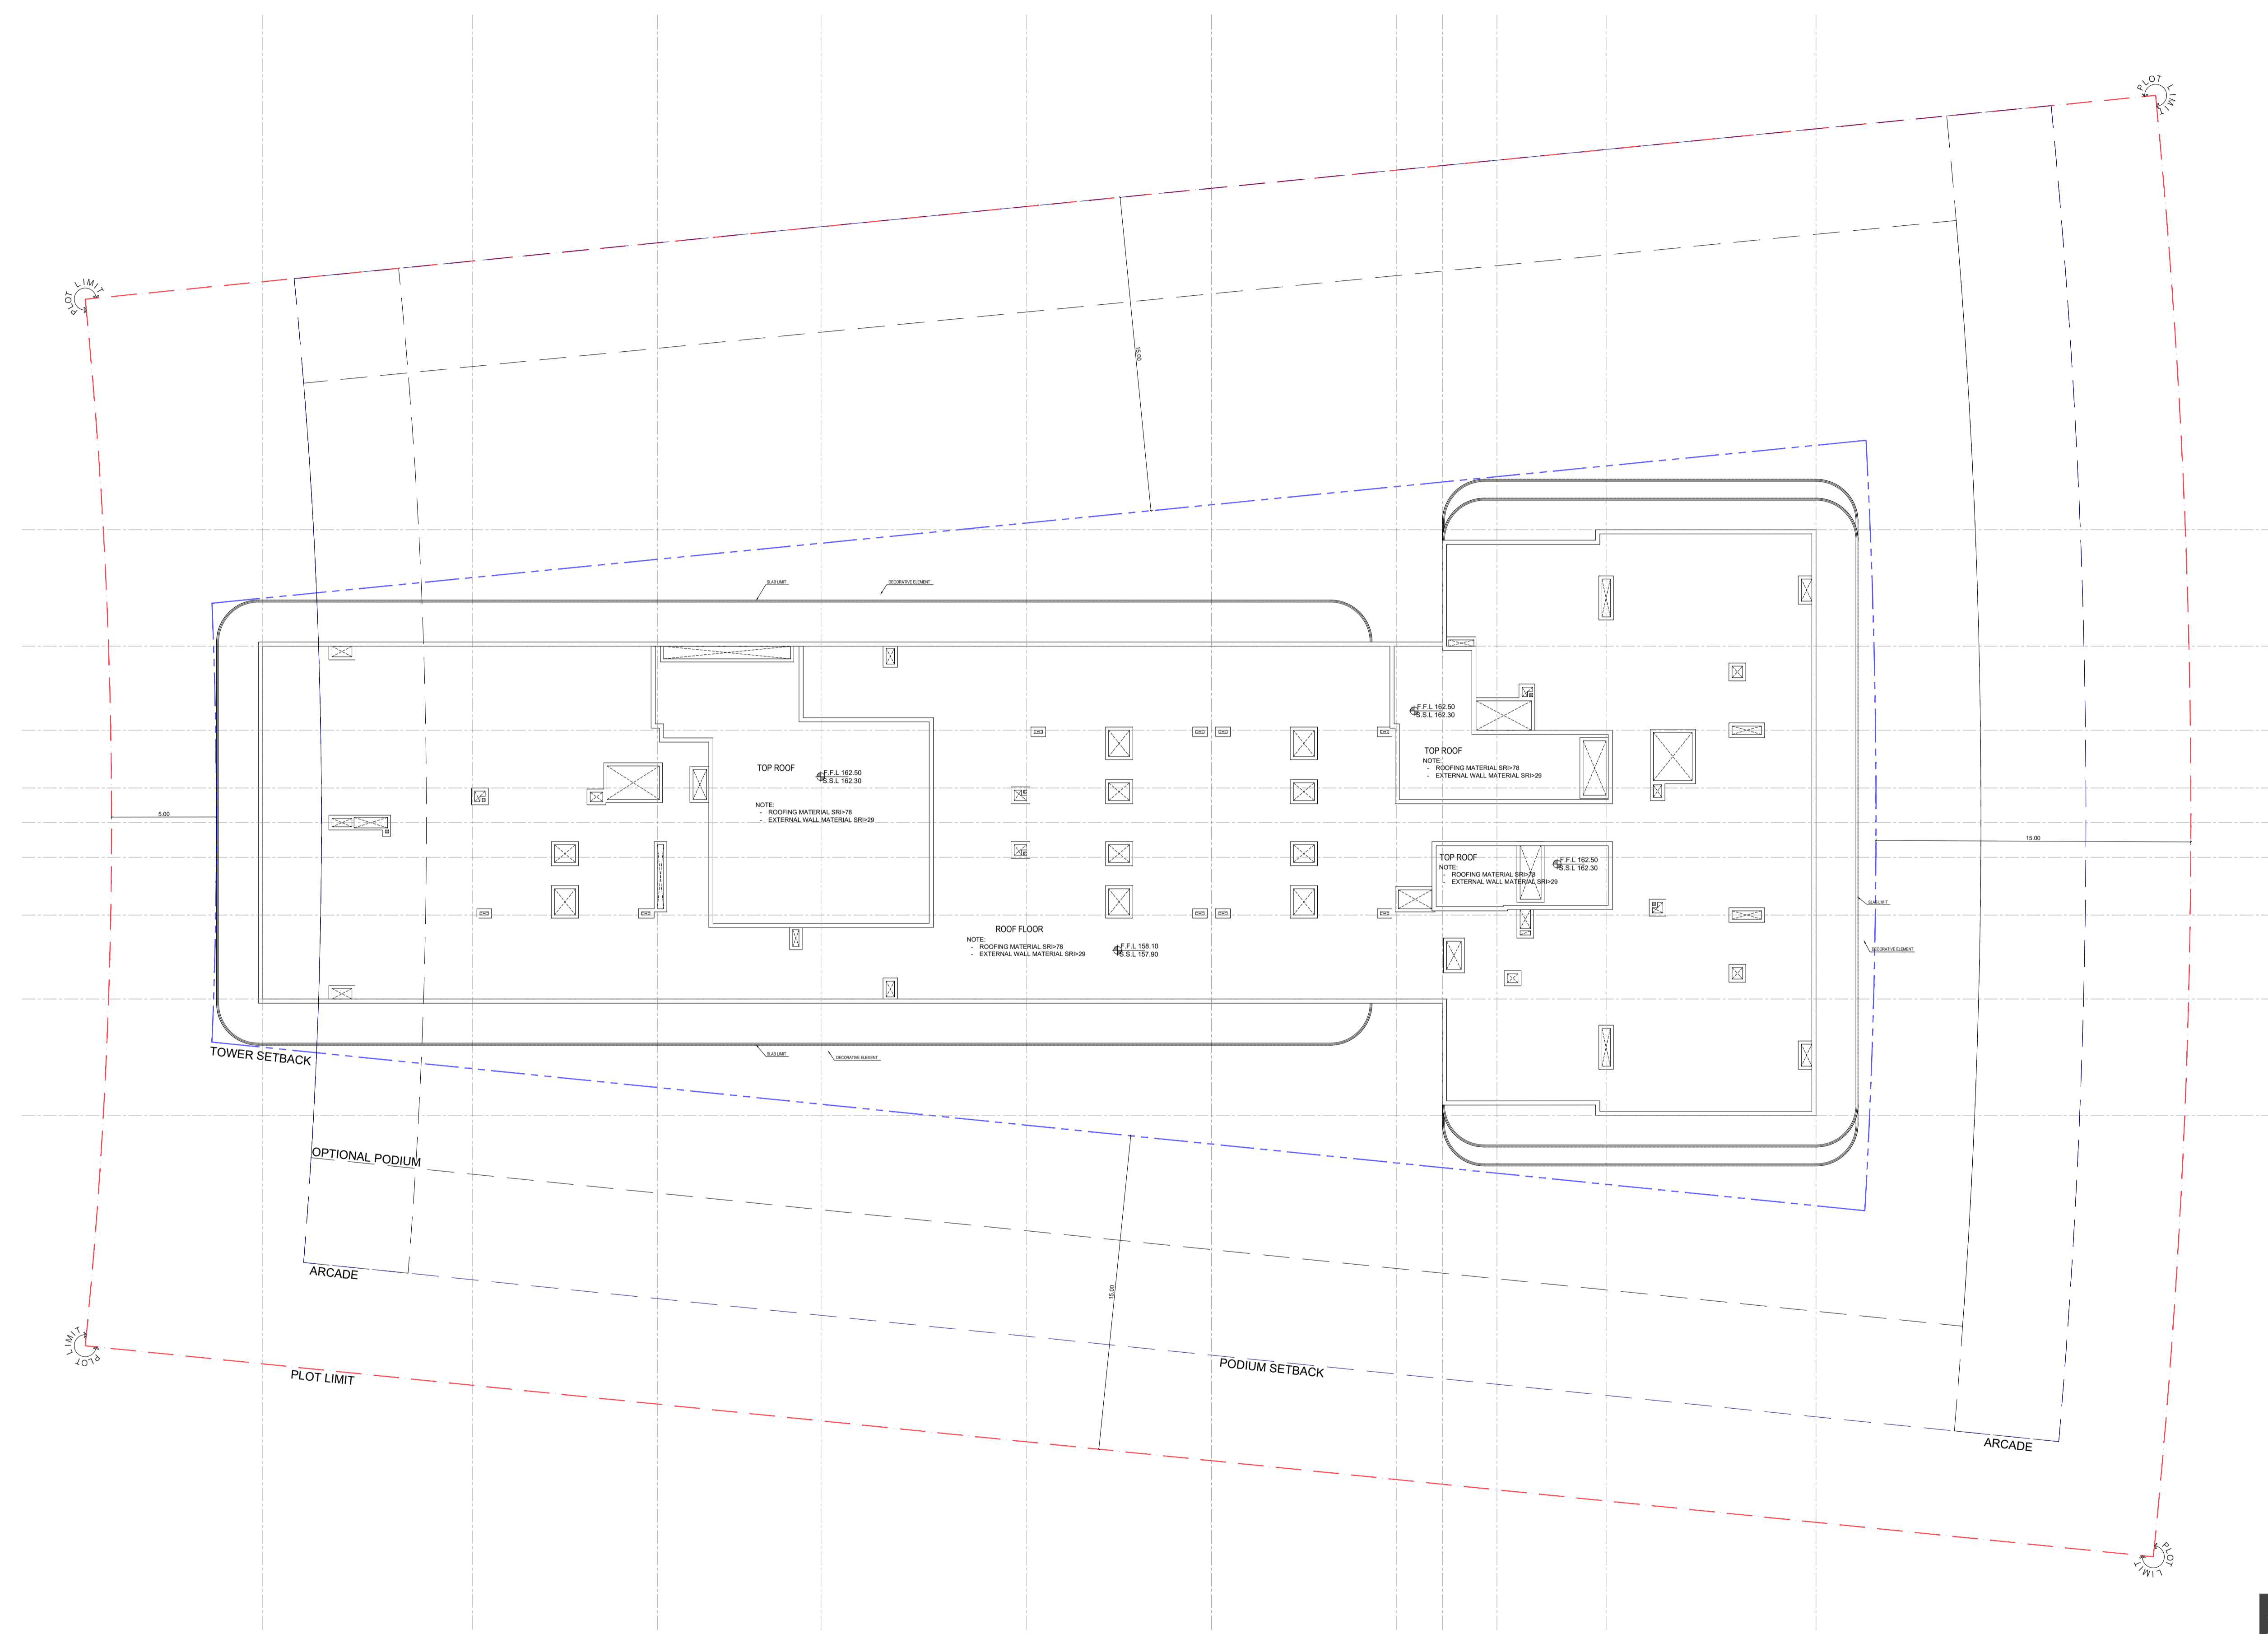 PLOT LIMIT
PLOT LIMIT
15.00
SLAB LIMIT
DECORATIVE ELEMENT
F.F.L 162.50
S.S.L 162.30
TOP ROOF
NOTE:
- ROOFING MATERIAL SRI>78
- EXTERNAL WALL MATERIAL SRI>29
TOP ROOF
F.F.L 162.50
S.S.L 162.30
NOTE:
- ROOFING MATERIAL SRI>78
- EXTERNAL WALL MATERIAL SRI>29
5.00
15.00
TOP ROOF
F.F.L 162.50
S.S.L 162.30
NOTE:
- ROOFING MATERIAL SRI>78
- EXTERNAL WALL MATERIAL SRI>29
SLAB LIMIT
ROOF FLOOR
NOTE:
- ROOFING MATERIAL SRI>78
- EXTERNAL WALL MATERIAL SRI>29
F.F.L 158.10
S.S.L 157.90
DECORATIVE ELEMENT
TOWER SETBACK
SLAB LIMIT
DECORATIVE ELEMENT
OPTIONAL PODIUM
ARCADE
15.00
PLOT LIMIT
PLOT LIMIT
PODIUM SETBACK
ARCADE
PLOT LIMIT